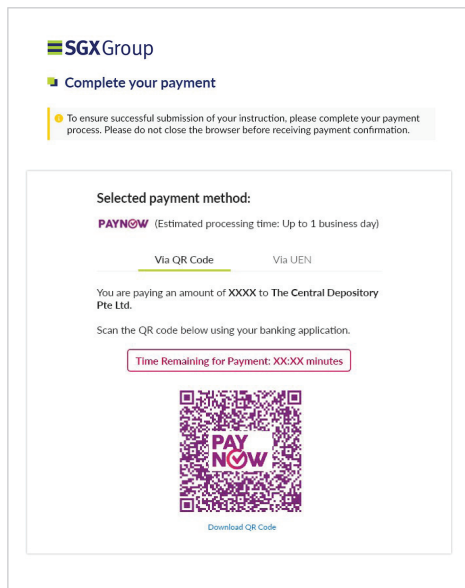 SGXGroup
Complete your payment
To ensure successful submission of your instruction, please complete your payment
process. Please do not close the browser before receiving payment confirmation.
Selected payment method:
PAYNOW (Estimated processing time: Up to 1 business day)
Via QR Code Via UEN
You are paying an amount of XXXX to The Central Depository
Pte Ltd.
Scan the QR code below using your banking application.
Time Remaining for Payment: XX:XX minutes
PAY
NOW
Download QR Code